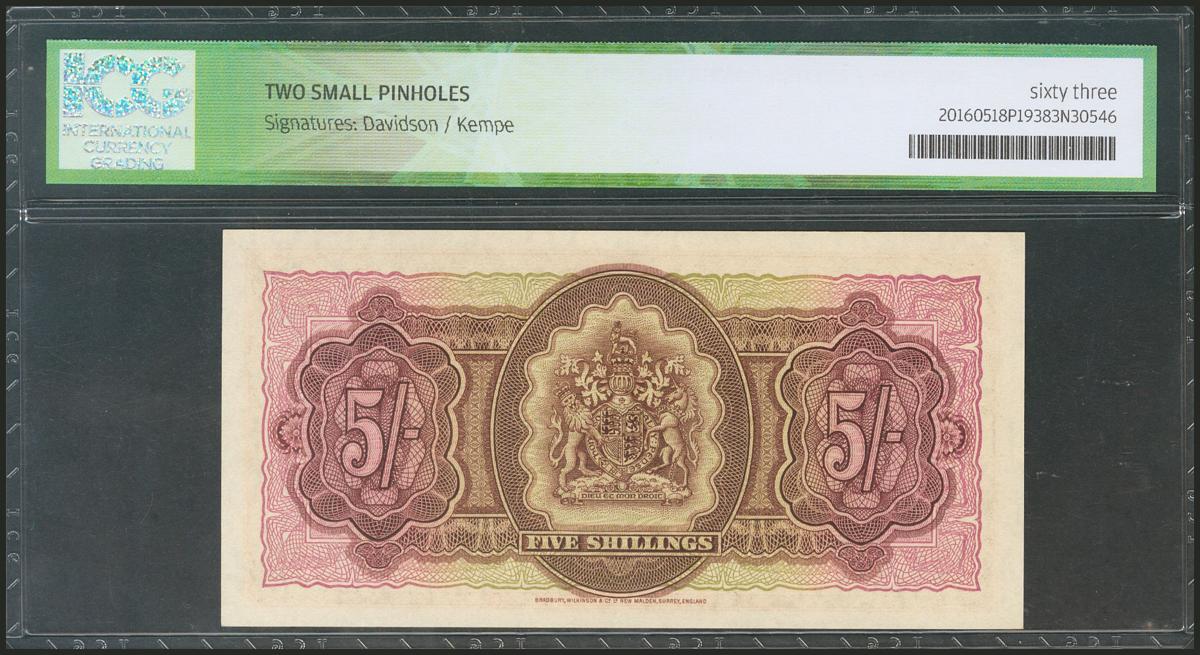 ICG
INTERNATIONAL
CURRENCY
GRADING
TWO SMALL PINHOLES
Signatures: Davidson / Kempe
sixty three
20160518P19383N30546
5/-
5/-
DIEU ET MON DROIT
FIVE SHILLINGS
BRADBURY, WILKINSON & Cº Lº NEW MALDEN, SURREY, ENGLAND